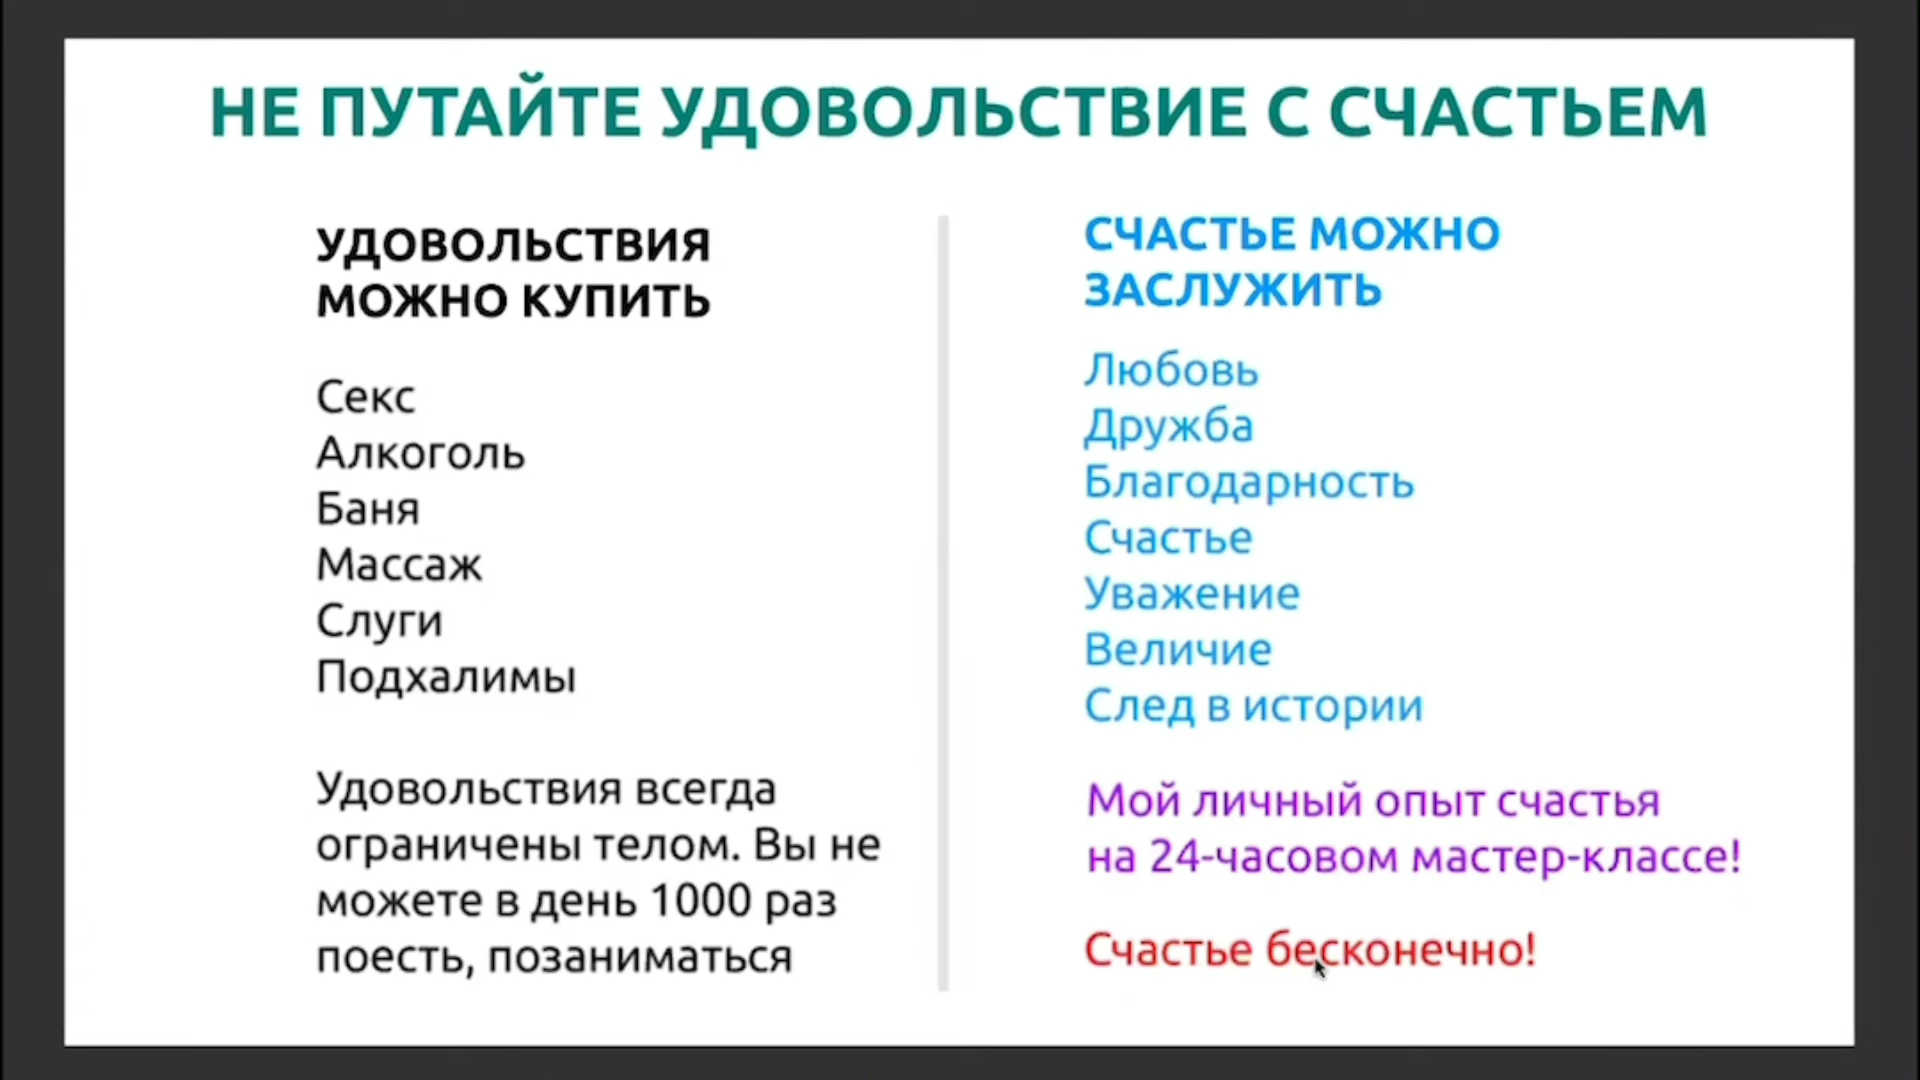 НЕ ПУТАЙТЕ УДОВОЛЬСТВИЕ С СЧАСТЬЕМ
УДОВОЛЬСТВИЯ
МОЖНО КУПИТЬ
Секс
Алкоголь
Баня
Массаж
Слуги
Подхалимы
Удовольствия всегда
ограничены телом. Вы не
можете в день 1000 раз
поесть, позаниматься
СЧАСТЬЕ МОЖНО
ЗАСЛУЖИТЬ
Любовь
Дружба
Благодарность
Счастье
Уважение
Величие
След в истории
Мой личный опыт счастья
на 24-часовом мастер-классе!
Счастье бесконечно!